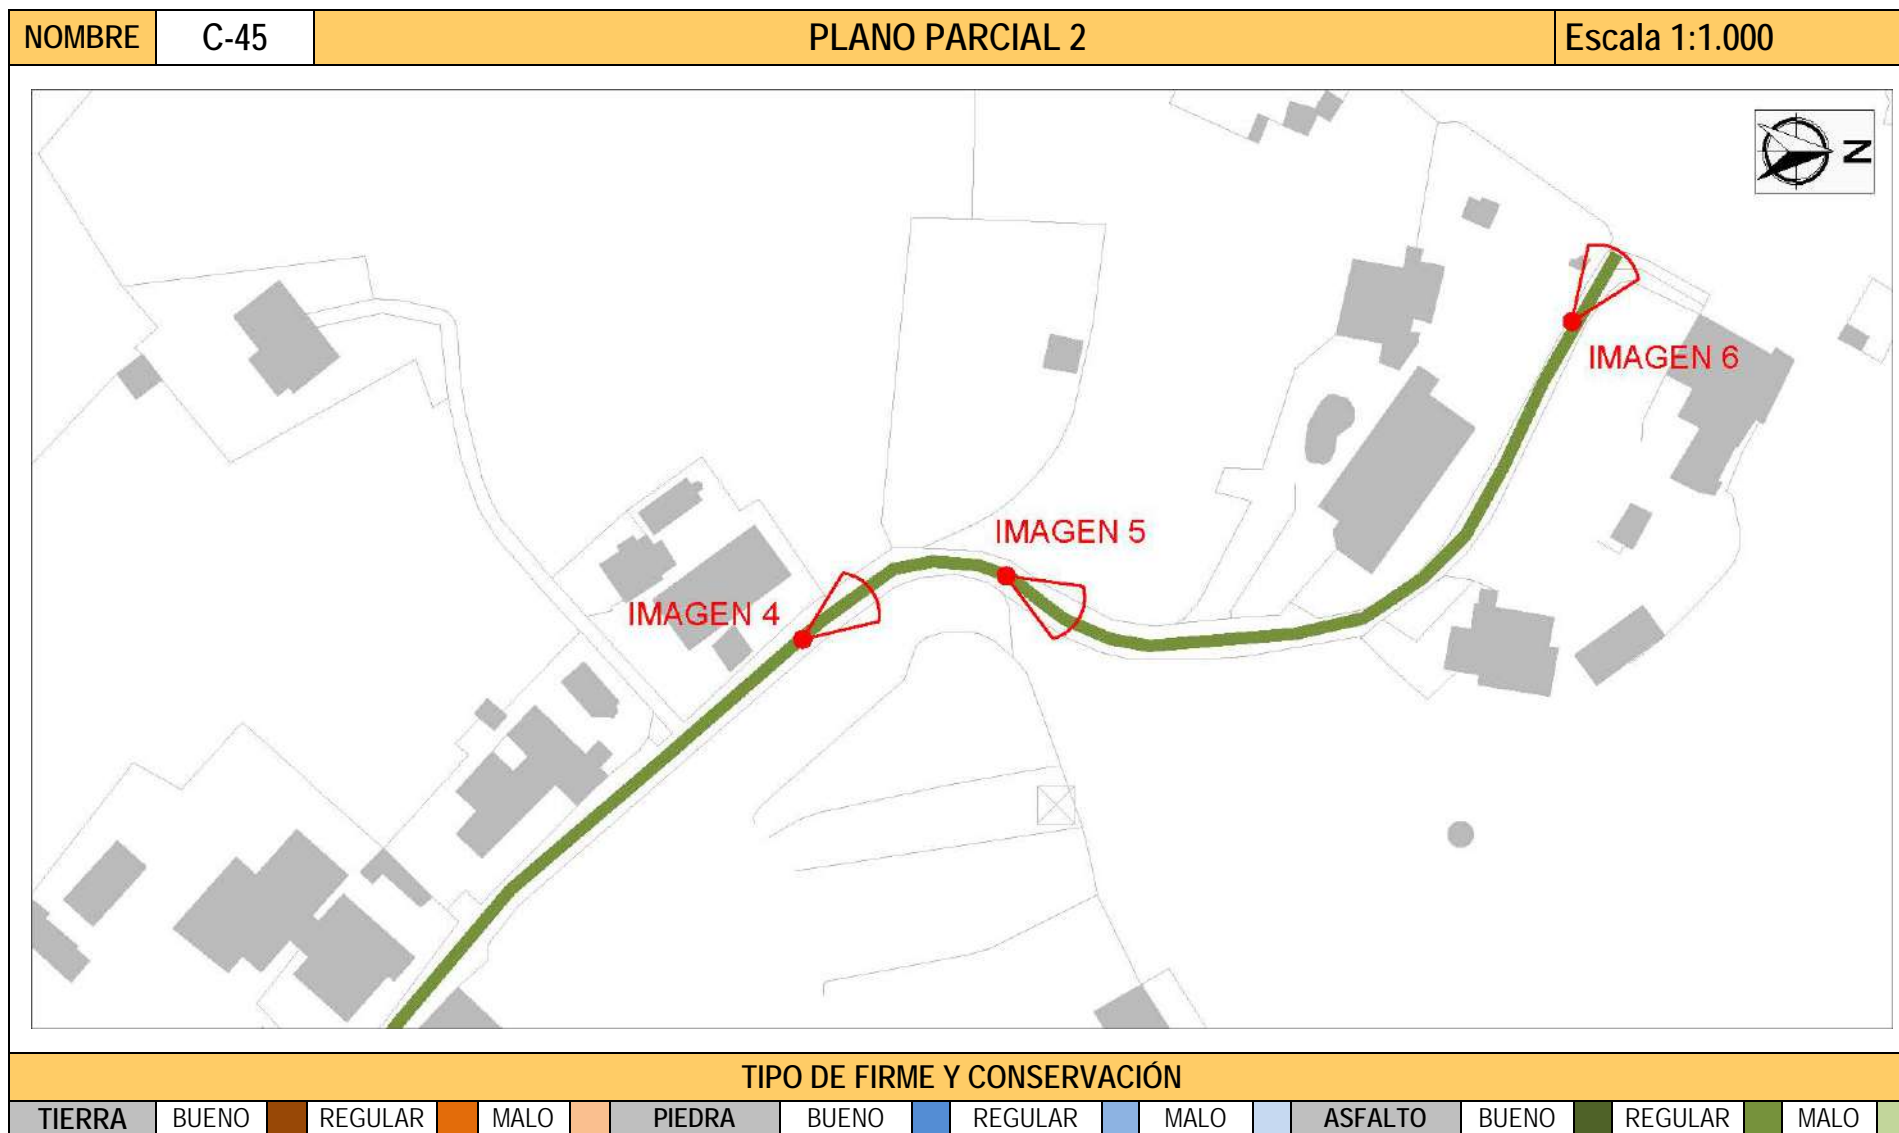 NOMBRE C-45 PLANO PARCIAL 2 Escala 1:1.000
N
IMAGEN 6
IMAGEN 5
IMAGEN 4
TIPO DE FIRME Y CONSERVACIÓN
TIERRA BUENO REGULAR MALO PIEDRA BUENO REGULAR MALO ASFALTO BUENO REGULAR MALO